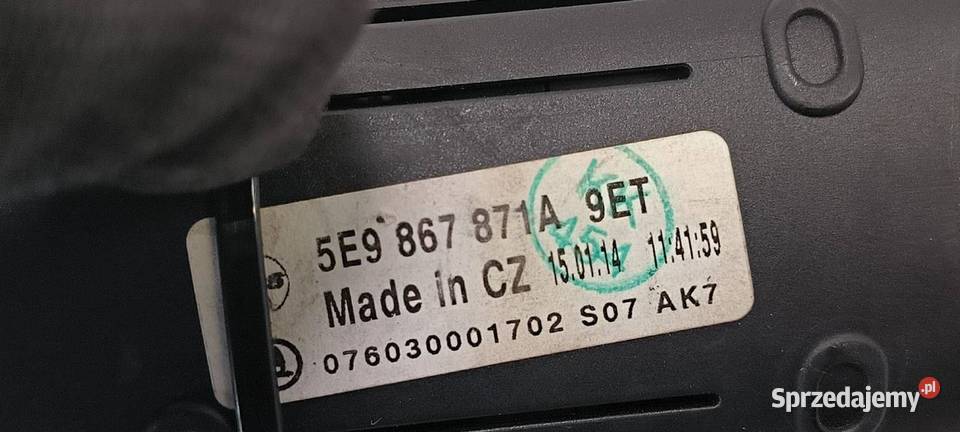 5E9 867 871A 9ET
Made in CZ 15.01.14 11:41:59
076030001702 S07 AK7
Sprzedajemy.pl